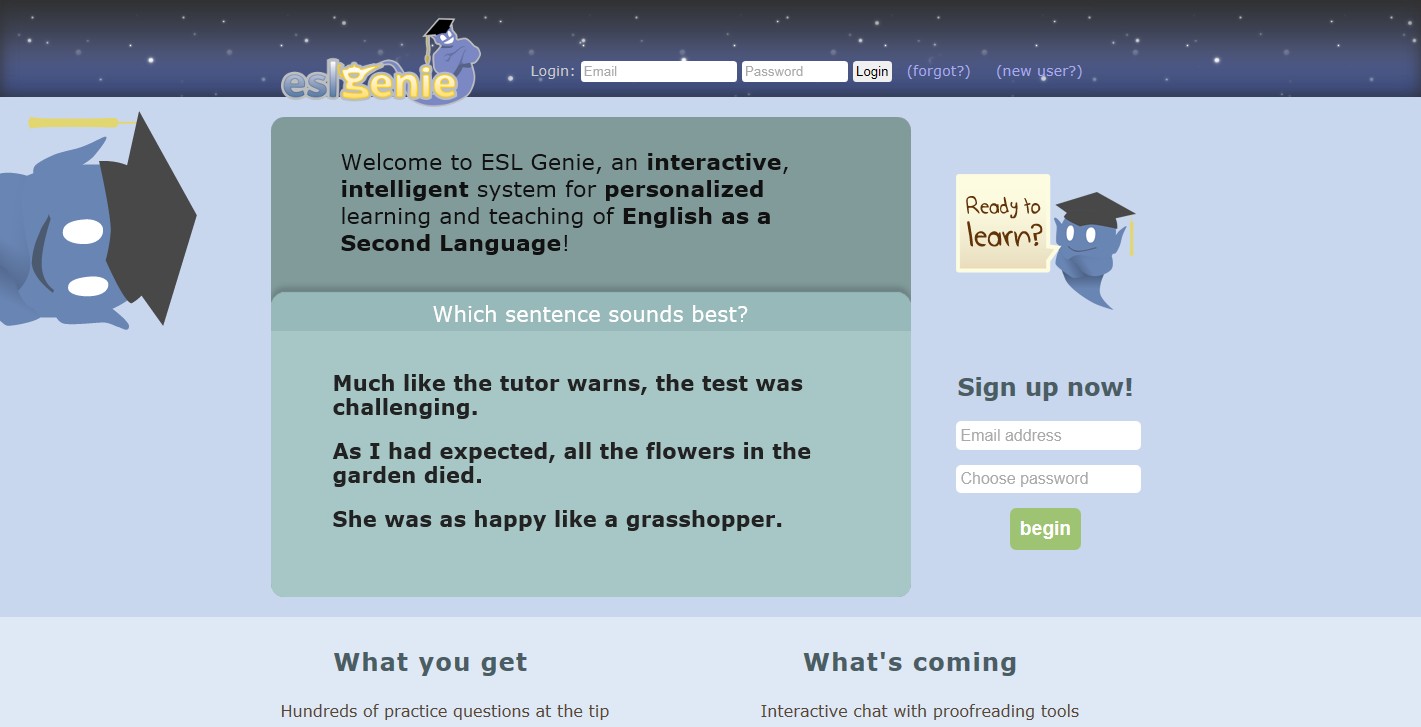 eslgenie
Login: Email Password Login (forgot?) (new user?)
Welcome to ESL Genie, an interactive,
intelligent system for personalized
learning and teaching of English as a
Second Language!
Ready to
learn?
Which sentence sounds best?
Much like the tutor warns, the test was
challenging.
As I had expected, all the flowers in the
garden died.
She was as happy like a grasshopper.
Sign up now!
Email address
Choose password
begin
What you get
Hundreds of practice questions at the tip
What's coming
Interactive chat with proofreading tools